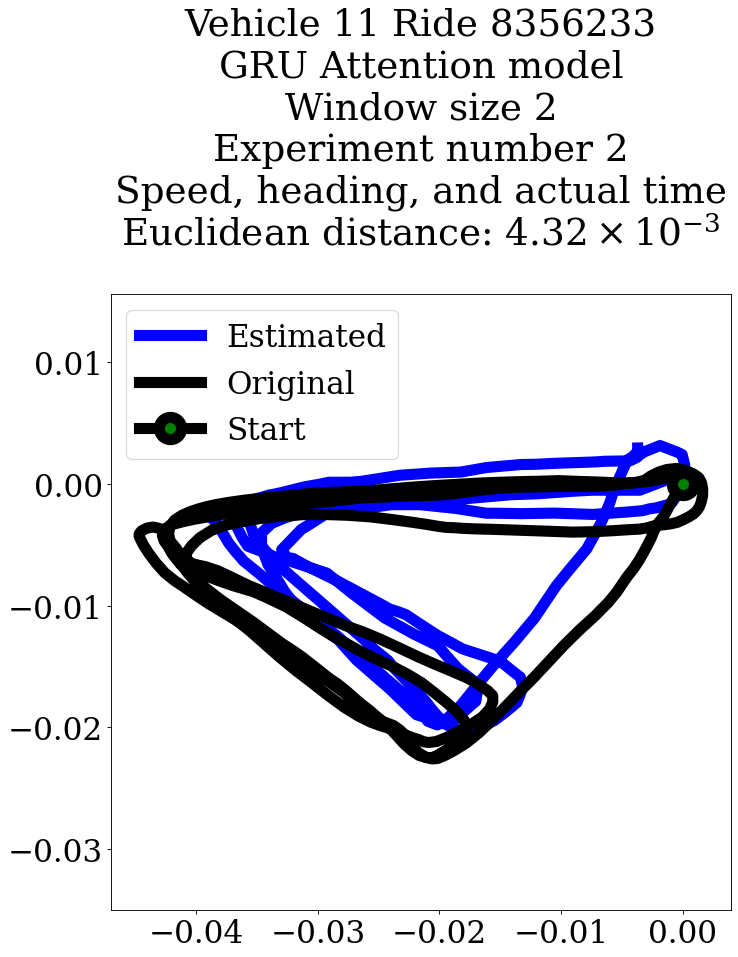 Vehicle 11 Ride 8356233
GRU Attention model
Window size 2
Experiment number 2
Speed, heading, and actual time
Euclidean distance: 4.32 × 10⁻³
Estimated
Original
Start
0.01
0.00
−0.01
−0.02
−0.03
−0.04 −0.03 −0.02 −0.01 0.00